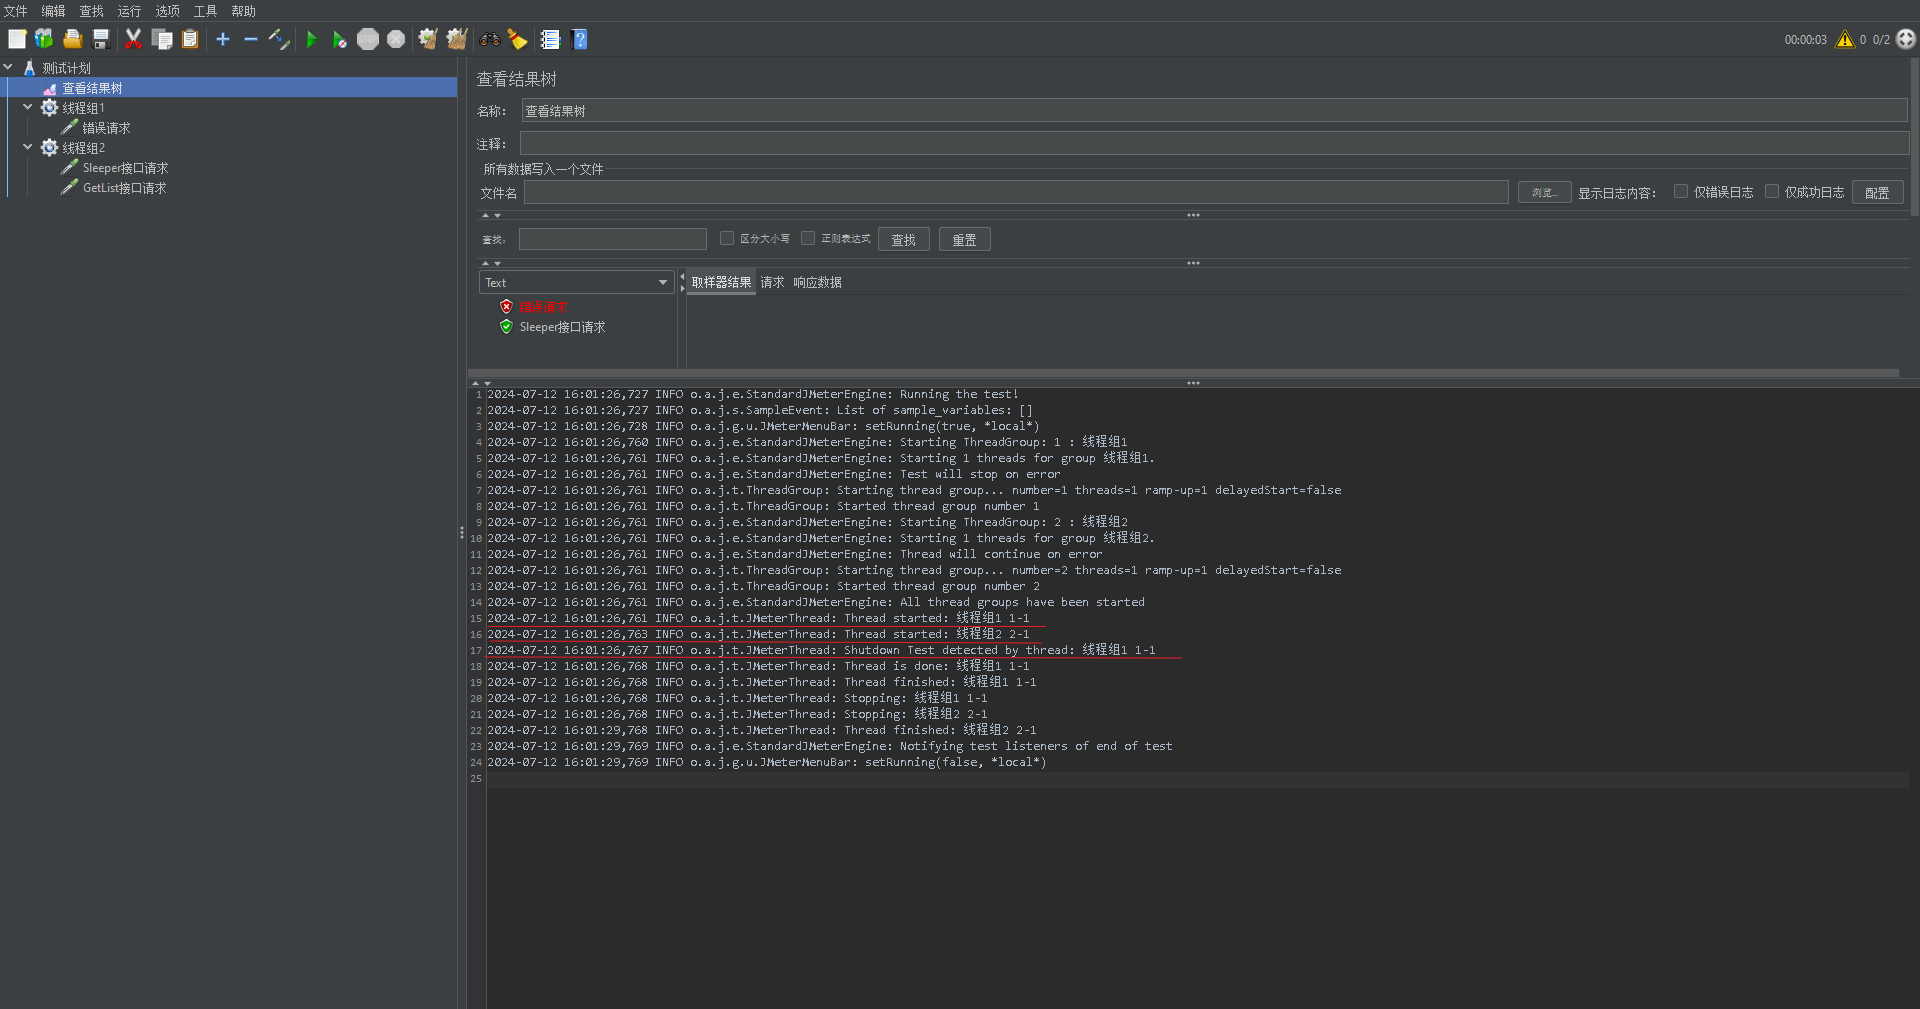 文件 编辑 查找 运行 选项 工具 帮助
00:00:03 0 0/2
测试计划
查看结果树
线程组1
错误请求
线程组2
Sleeper接口请求
GetList接口请求
查看结果树
名称： 查看结果树
注释：
所有数据写入一个文件
文件名 浏览... 显示日志内容： 仅错误日志 仅成功日志 配置
查找: 区分大小写 正则表达式 查找 重置
Text 取样器结果 请求 响应数据
错误请求
Sleeper接口请求
1 2024-07-12 16:01:26,727 INFO o.a.j.e.StandardJMeterEngine: Running the test!
2 2024-07-12 16:01:26,727 INFO o.a.j.s.SampleEvent: List of sample_variables: []
3 2024-07-12 16:01:26,728 INFO o.a.j.g.u.JMeterMenuBar: setRunning(true, *local*)
4 2024-07-12 16:01:26,760 INFO o.a.j.e.StandardJMeterEngine: Starting ThreadGroup: 1 : 线程组1
5 2024-07-12 16:01:26,761 INFO o.a.j.e.StandardJMeterEngine: Starting 1 threads for group 线程组1.
6 2024-07-12 16:01:26,761 INFO o.a.j.e.StandardJMeterEngine: Test will stop on error
7 2024-07-12 16:01:26,761 INFO o.a.j.t.ThreadGroup: Starting thread group... number=1 threads=1 ramp-up=1 delayedStart=false
8 2024-07-12 16:01:26,761 INFO o.a.j.t.ThreadGroup: Started thread group number 1
9 2024-07-12 16:01:26,761 INFO o.a.j.e.StandardJMeterEngine: Starting ThreadGroup: 2 : 线程组2
10 2024-07-12 16:01:26,761 INFO o.a.j.e.StandardJMeterEngine: Starting 1 threads for group 线程组2.
11 2024-07-12 16:01:26,761 INFO o.a.j.e.StandardJMeterEngine: Thread will continue on error
12 2024-07-12 16:01:26,761 INFO o.a.j.t.ThreadGroup: Starting thread group... number=2 threads=1 ramp-up=1 delayedStart=false
13 2024-07-12 16:01:26,761 INFO o.a.j.t.ThreadGroup: Started thread group number 2
14 2024-07-12 16:01:26,761 INFO o.a.j.e.StandardJMeterEngine: All thread groups have been started
15 2024-07-12 16:01:26,761 INFO o.a.j.t.JMeterThread: Thread started: 线程组1 1-1
16 2024-07-12 16:01:26,763 INFO o.a.j.t.JMeterThread: Thread started: 线程组2 2-1
17 2024-07-12 16:01:26,767 INFO o.a.j.t.JMeterThread: Shutdown Test detected by thread: 线程组1 1-1
18 2024-07-12 16:01:26,768 INFO o.a.j.t.JMeterThread: Thread is done: 线程组1 1-1
19 2024-07-12 16:01:26,768 INFO o.a.j.t.JMeterThread: Thread finished: 线程组1 1-1
20 2024-07-12 16:01:26,768 INFO o.a.j.t.JMeterThread: Stopping: 线程组1 1-1
21 2024-07-12 16:01:26,768 INFO o.a.j.t.JMeterThread: Stopping: 线程组2 2-1
22 2024-07-12 16:01:29,768 INFO o.a.j.t.JMeterThread: Thread finished: 线程组2 2-1
23 2024-07-12 16:01:29,769 INFO o.a.j.e.StandardJMeterEngine: Notifying test listeners of end of test
24 2024-07-12 16:01:29,769 INFO o.a.j.g.u.JMeterMenuBar: setRunning(false, *local*)
25